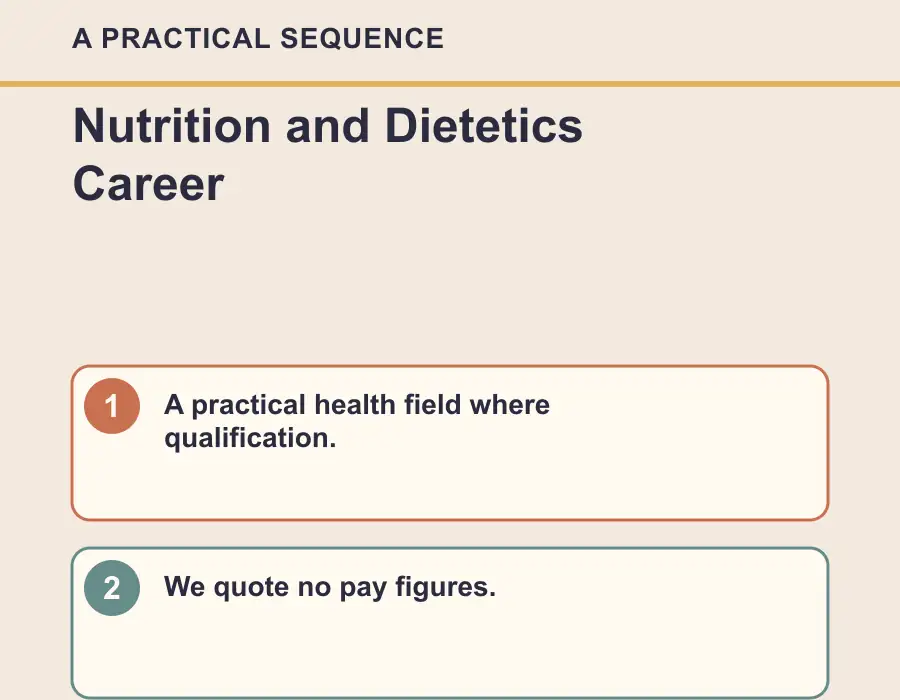 A PRACTICAL SEQUENCE
Nutrition and Dietetics
Career
1
A practical health field where
qualification.
2
We quote no pay figures.